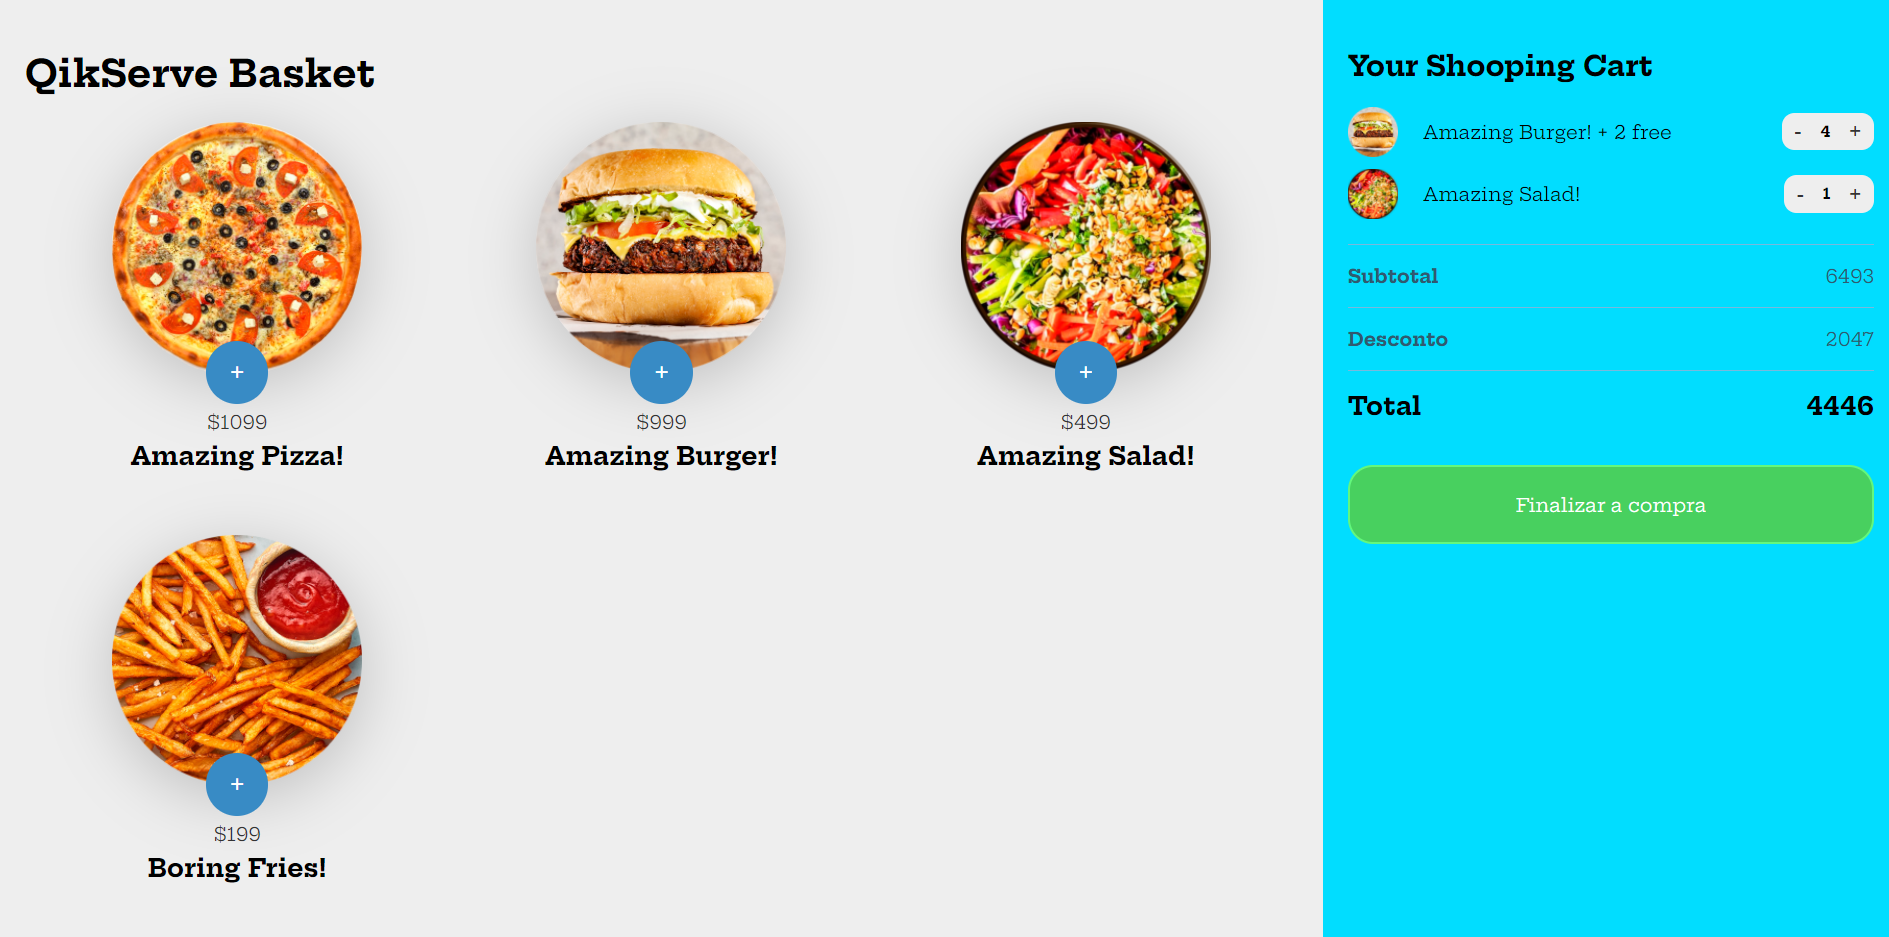 QikServe Basket
+
$1099
Amazing Pizza!
+
$999
Amazing Burger!
+
$499
Amazing Salad!
+
$199
Boring Fries!
Your Shooping Cart
Amazing Burger! + 2 free - 4 +
Amazing Salad! - 1 +
Subtotal 6493
Desconto 2047
Total 4446
Finalizar a compra